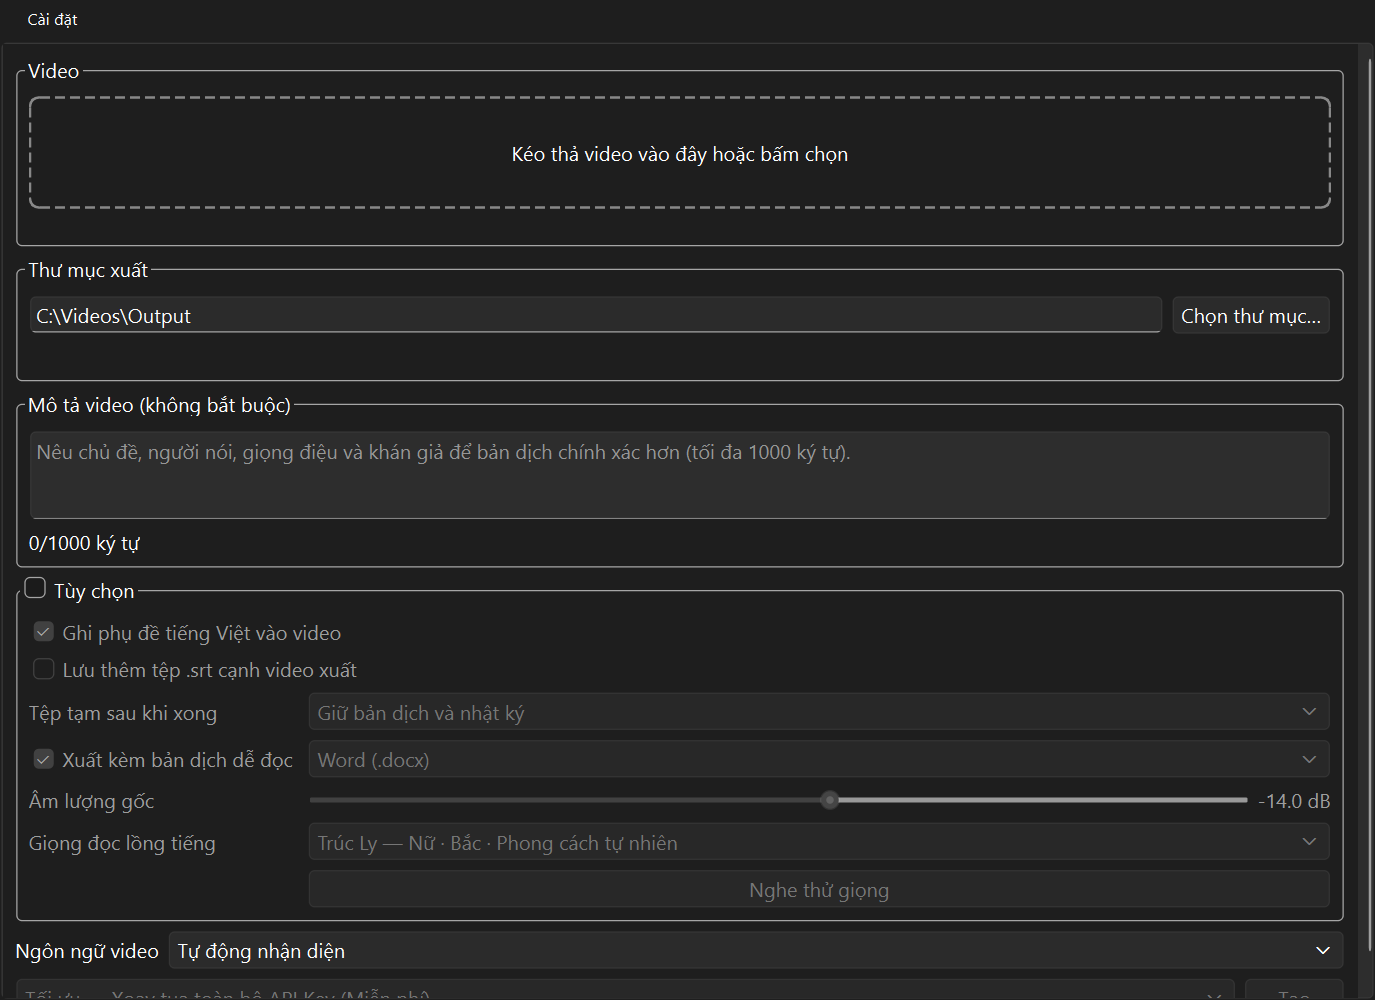 Cài đặt
Video
Kéo thả video vào đây hoặc bấm chọn
Thư mục xuất
C:\Videos\Output
Chọn thư mục...
Mô tả video (không bắt buộc)
Nêu chủ đề, người nói, giọng điệu và khán giả để bản dịch chính xác hơn (tối đa 1000 ký tự).
0/1000 ký tự
Tùy chọn
Ghi phụ đề tiếng Việt vào video
Lưu thêm tệp .srt cạnh video xuất
Tệp tạm sau khi xong
Giữ bản dịch và nhật ký
Xuất kèm bản dịch dễ đọc
Word (.docx)
Âm lượng gốc
-14.0 dB
Giọng đọc lồng tiếng
Trúc Ly — Nữ · Bắc · Phong cách tự nhiên
Nghe thử giọng
Ngôn ngữ video
Tự động nhận diện